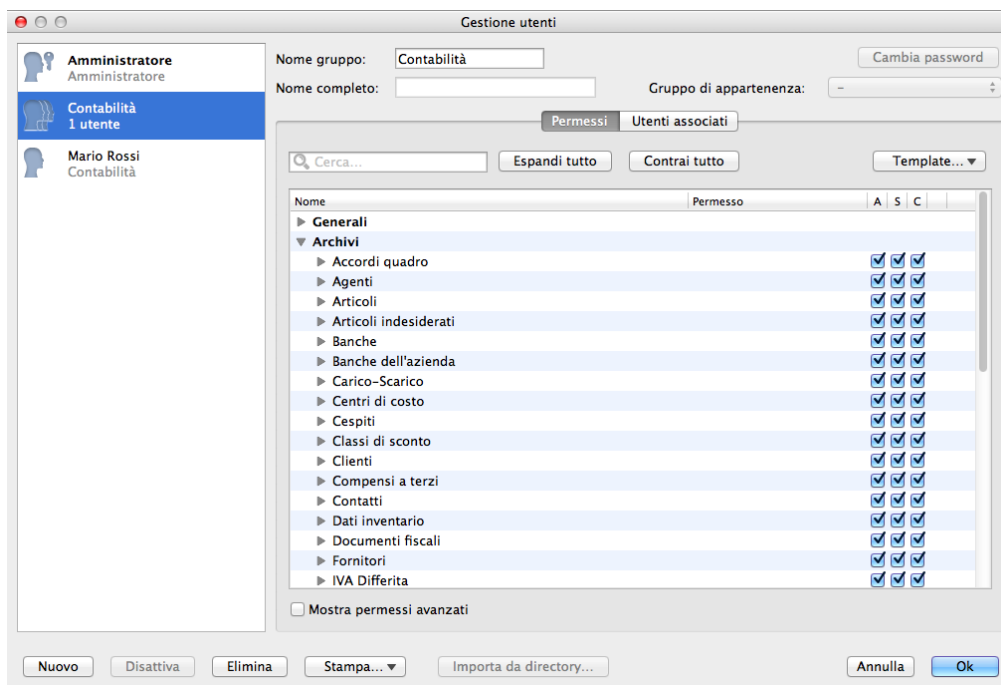 Gestione utenti
Amministratore
Amministratore
Contabilità
1 utente
Mario Rossi
Contabilità
Nome gruppo: Contabilità Cambia password
Nome completo: Gruppo di appartenenza: –
Permessi Utenti associati
Cerca... Espandi tutto Contrai tutto Template...
Nome Permesso A S C
Generali
Archivi
Accordi quadro
Agenti
Articoli
Articoli indesiderati
Banche
Banche dell'azienda
Carico-Scarico
Centri di costo
Cespiti
Classi di sconto
Clienti
Compensi a terzi
Contatti
Dati inventario
Documenti fiscali
Fornitori
IVA Differita
Mostra permessi avanzati
Nuovo Disattiva Elimina Stampa... Importa da directory... Annulla Ok